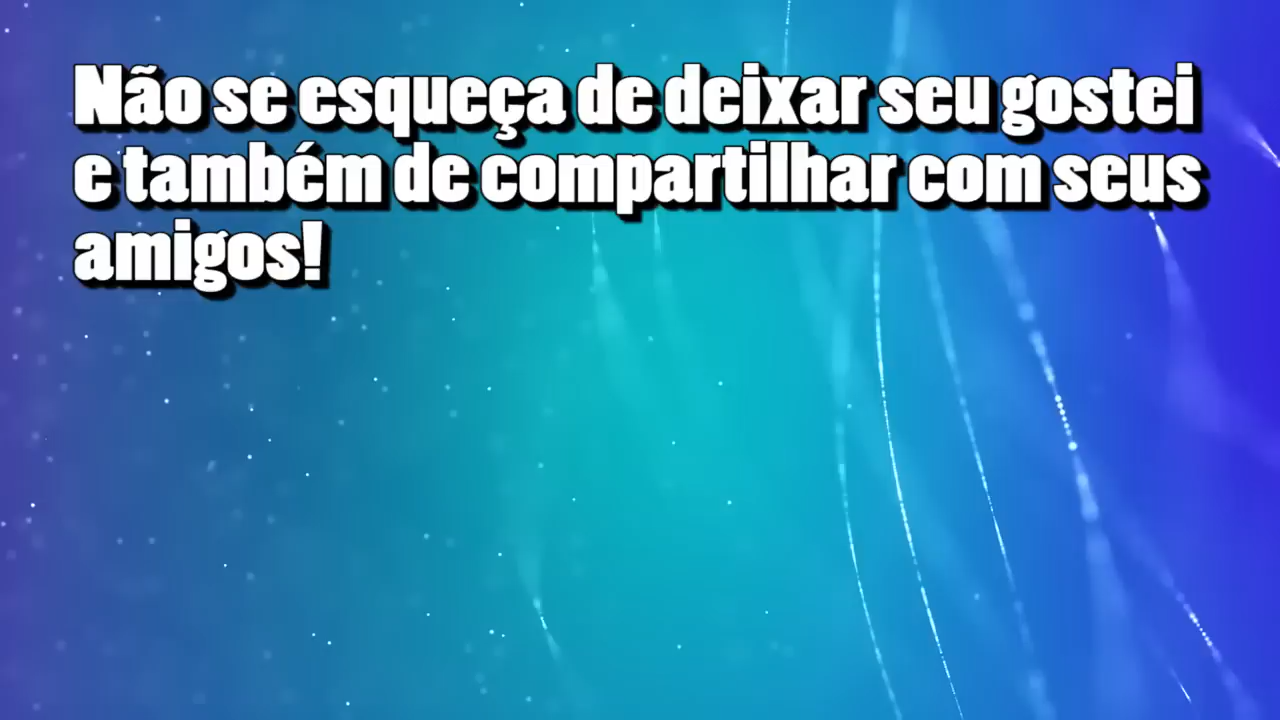 Não se esqueça de deixar seu gostei
e também de compartilhar com seus
amigos!